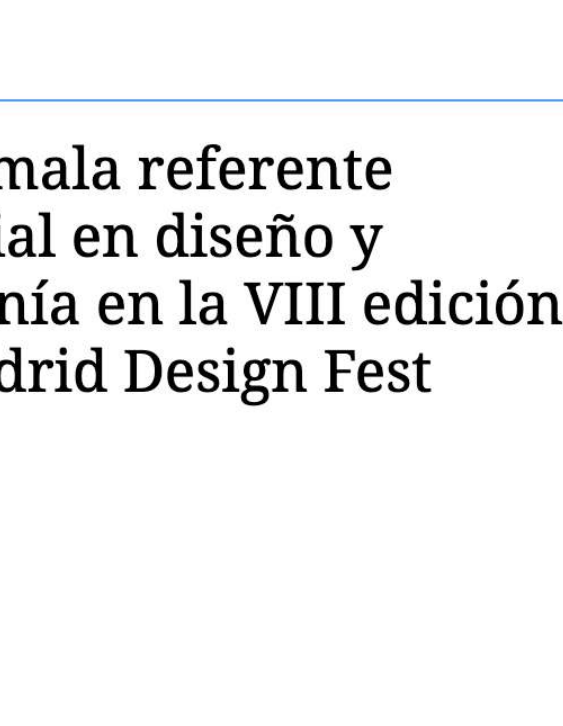 mala referente
ial en diseño y
nía en la VIII edición
drid Design Fest